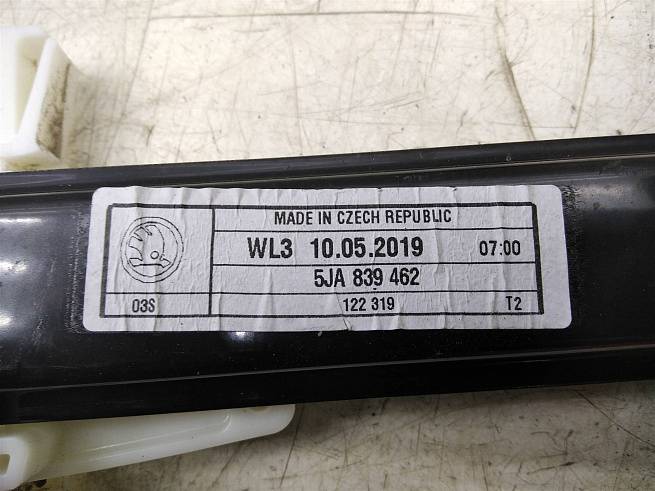 MADE IN CZECH REPUBLIC
WL3 10.05.2019 07:00
5JA 839 462
03S 122 319 T2